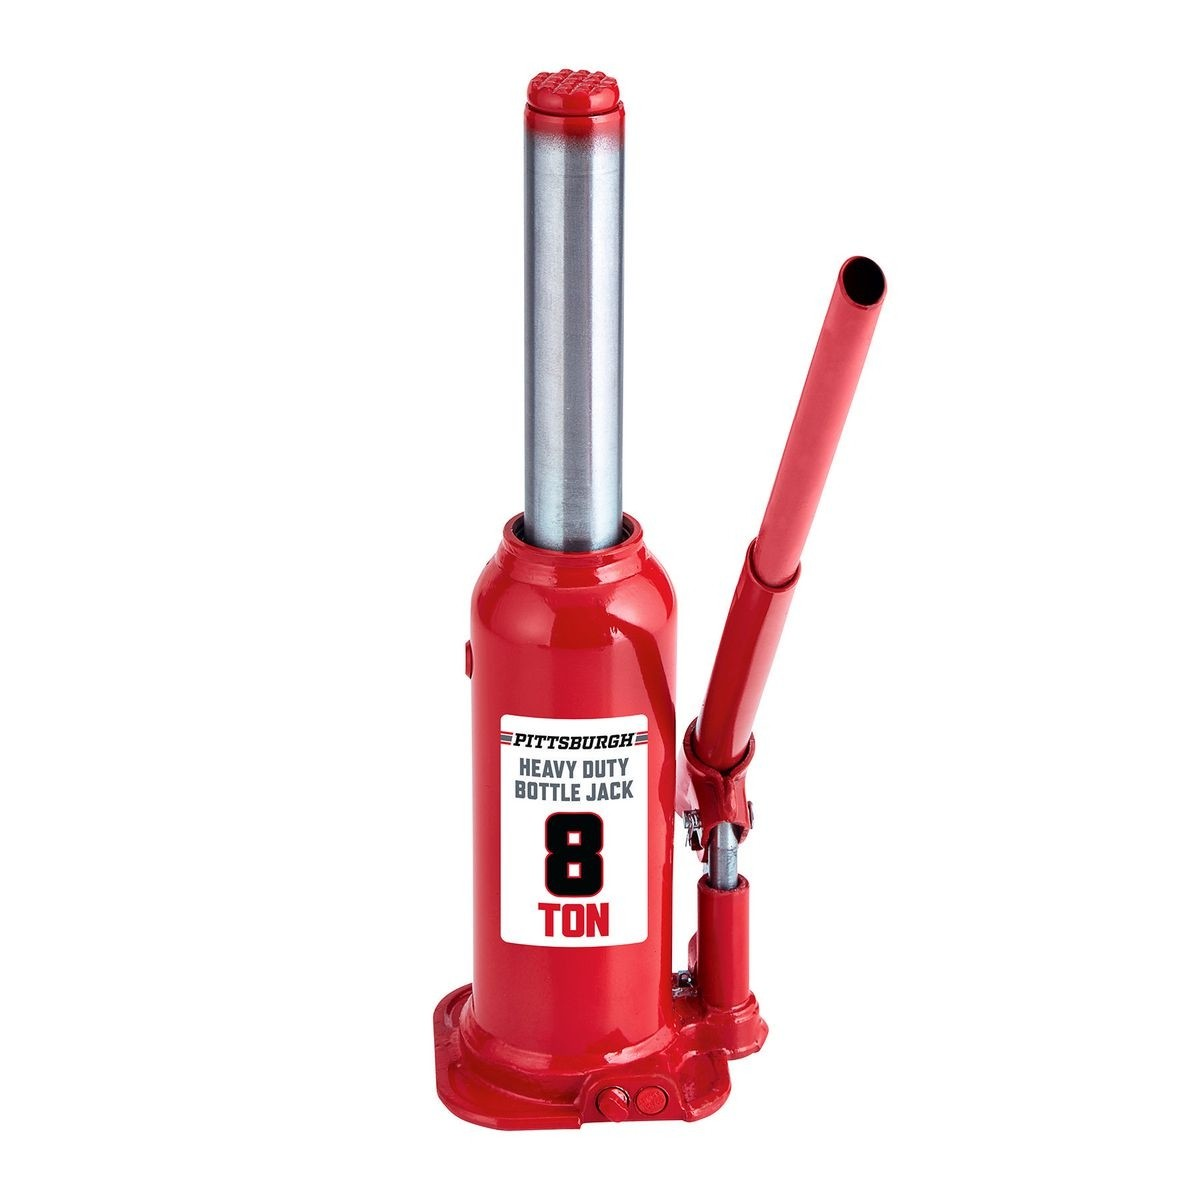 PITTSBURGH
HEAVY DUTY
BOTTLE JACK
8
TON